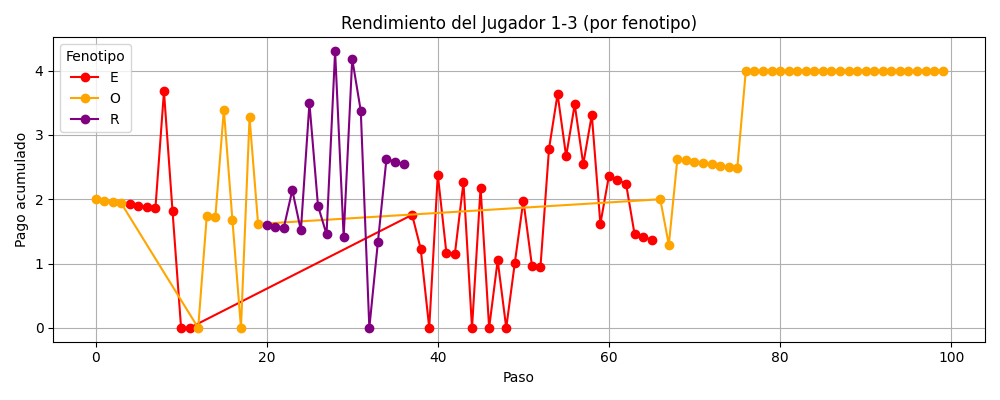 Rendimiento del Jugador 1-3 (por fenotipo)
Fenotipo
E
O
R
Pago acumulado
4
3
2
1
0
0 20 40 60 80 100
Paso